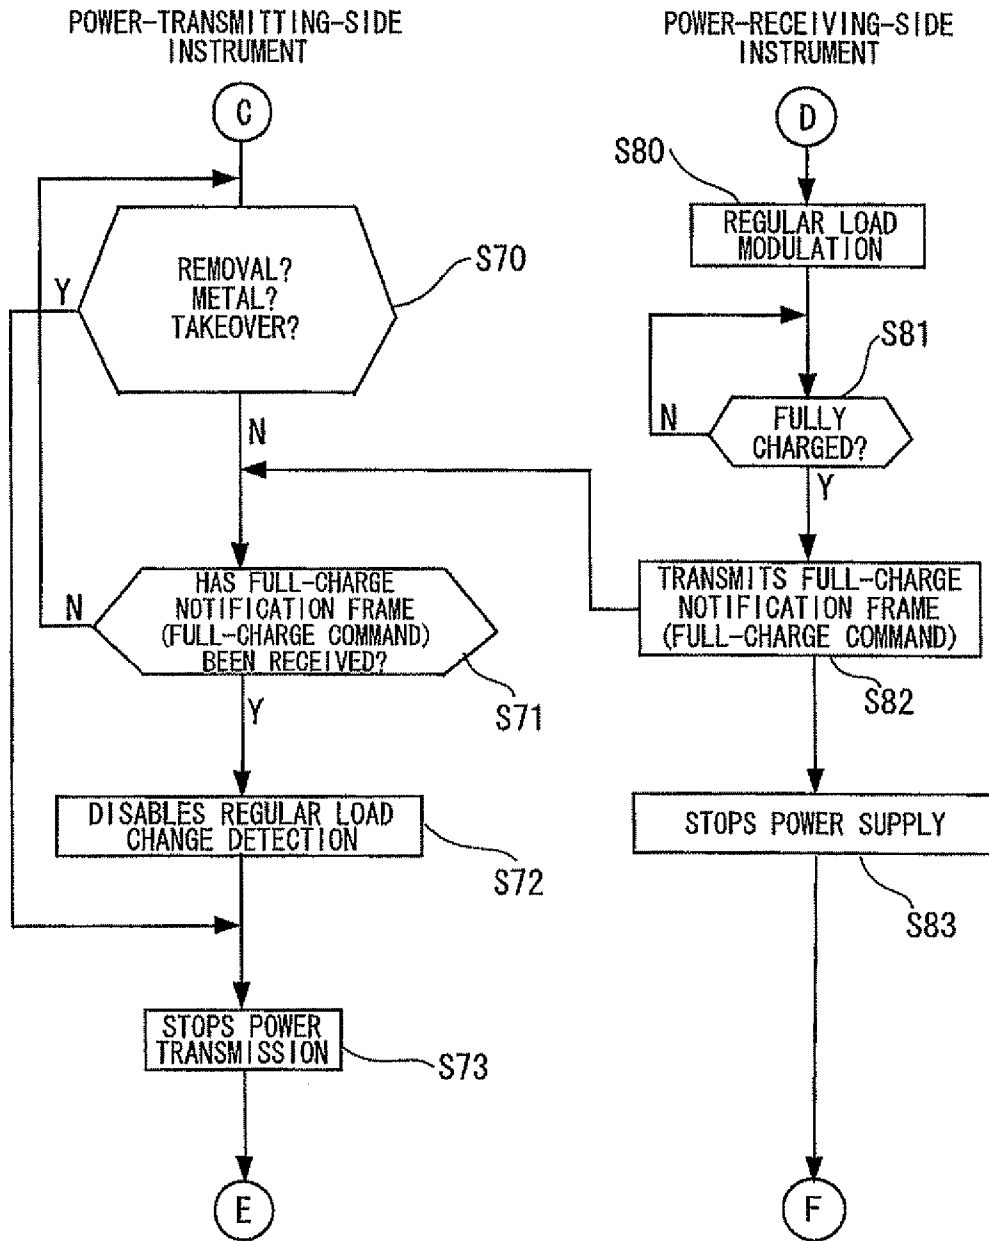 POWER-TRANSMITTING-SIDE
INSTRUMENT
C
Y
REMOVAL?
METAL?
TAKEOVER?
S70
N
N
HAS FULL-CHARGE
NOTIFICATION FRAME
(FULL-CHARGE COMMAND)
BEEN RECEIVED?
S71
Y
DISABLES REGULAR LOAD
CHANGE DETECTION
S72
STOPS POWER
TRANSMISSION
S73
E
POWER-RECEIVING-SIDE
INSTRUMENT
D
S80
REGULAR LOAD
MODULATION
S81
N
FULLY
CHARGED?
Y
TRANSMITS FULL-CHARGE
NOTIFICATION FRAME
(FULL-CHARGE COMMAND)
S82
STOPS POWER SUPPLY
S83
F